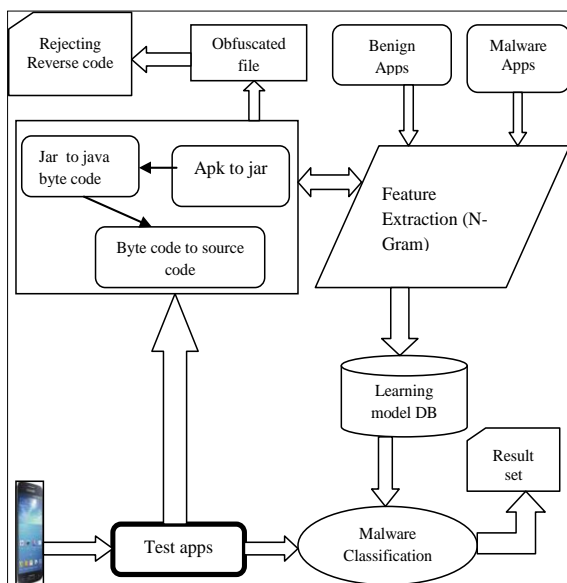 Rejecting
Reverse code
Obfuscated
file
Benign
Apps
Malware
Apps
Jar to java
byte code
Apk to jar
Byte code to source
code
Feature
Extraction (N-
Gram)
Learning
model DB
Result
set
Test apps
Malware
Classification